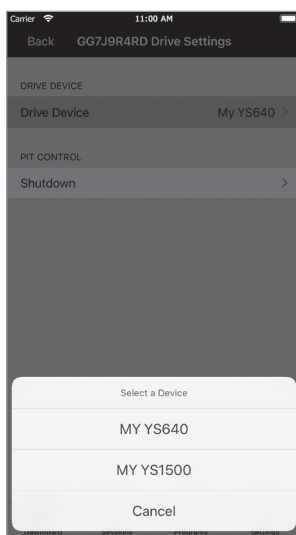 Carrier 11:00 AM
Back GG7J9R4RD Drive Settings
DRIVE DEVICE
Drive Device My YS640
PIT CONTROL
Shutdown
Select a Device
MY YS640
MY YS1500
Cancel
Dashboard Sessions Programs Settings